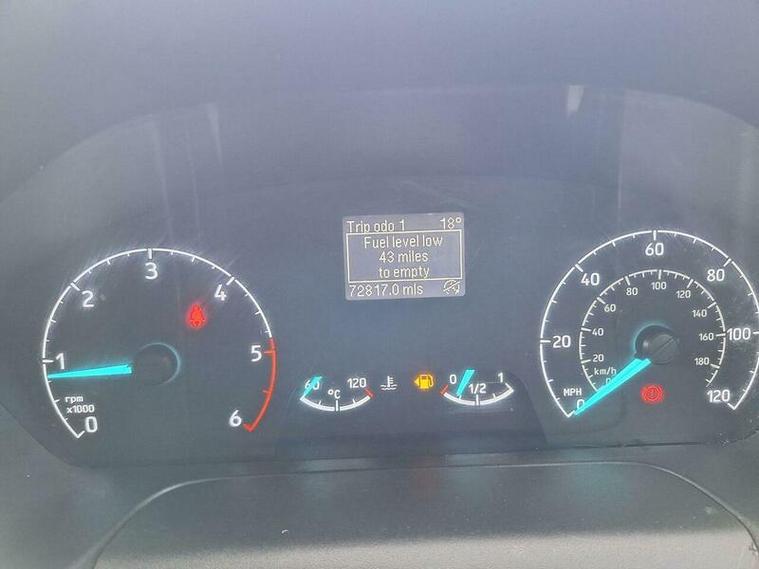 Trip odo 1 18°
Fuel level low
43 miles
to empty
72817.0 mls
0
1
2
3
4
5
6
rpm
x1000
60 120
°C
0 1/2 1
0
20
40
60
80
100
120
MPH
0
20
40
60
80
100
120
140
160
180
km/h